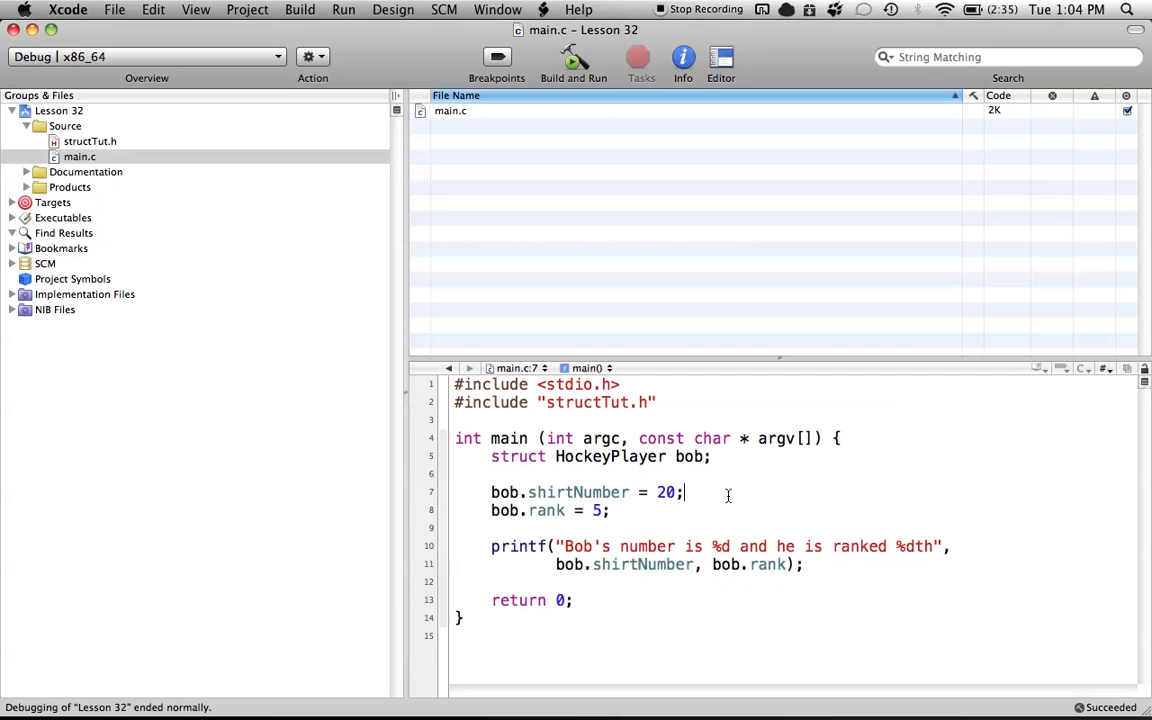 Xcode File Edit View Project Build Run Design SCM Window Help Stop Recording (2:35) Tue 1:04 PM
main.c - Lesson 32
Debug | x86_64
String Matching
Overview Action Breakpoints Build and Run Tasks Info Editor Search
Groups & Files
Lesson 32
Source
structTut.h
main.c
Documentation
Products
Targets
Executables
Find Results
Bookmarks
SCM
Project Symbols
Implementation Files
NIB Files
File Name Code
main.c 2K
main.c:7 main() C #
1 #include <stdio.h>
2 #include "structTut.h"
3
4 int main (int argc, const char * argv[]) {
5 struct HockeyPlayer bob;
6
7 bob.shirtNumber = 20;
8 bob.rank = 5;
9
10 printf("Bob's number is %d and he is ranked %dth",
11 bob.shirtNumber, bob.rank);
12
13 return 0;
14 }
15
Debugging of "Lesson 32" ended normally. Succeeded